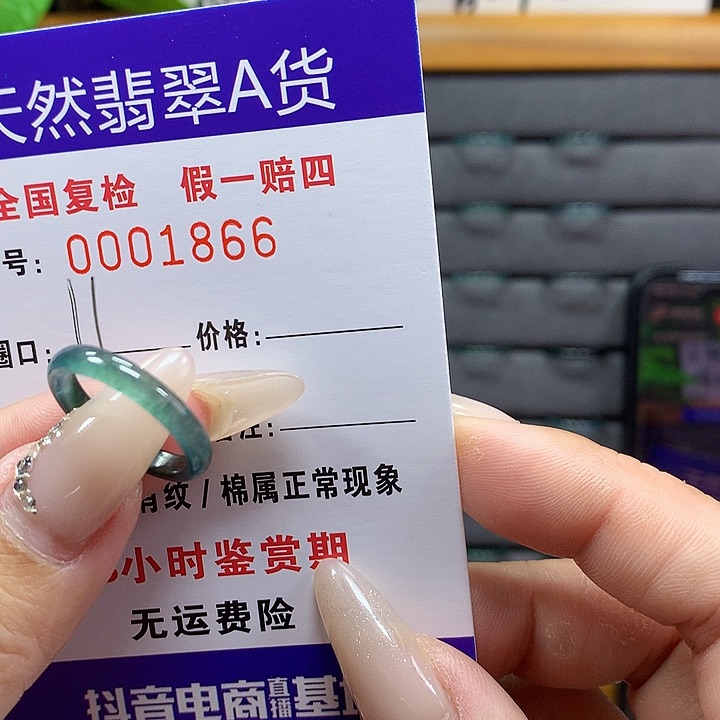 天然翡翠A货
全国复检 假一赔四
号: 0001866
圈口: 11 价格:
注:
有纹/棉属正常现象
小时鉴赏期
无运费险
抖音电商直播基